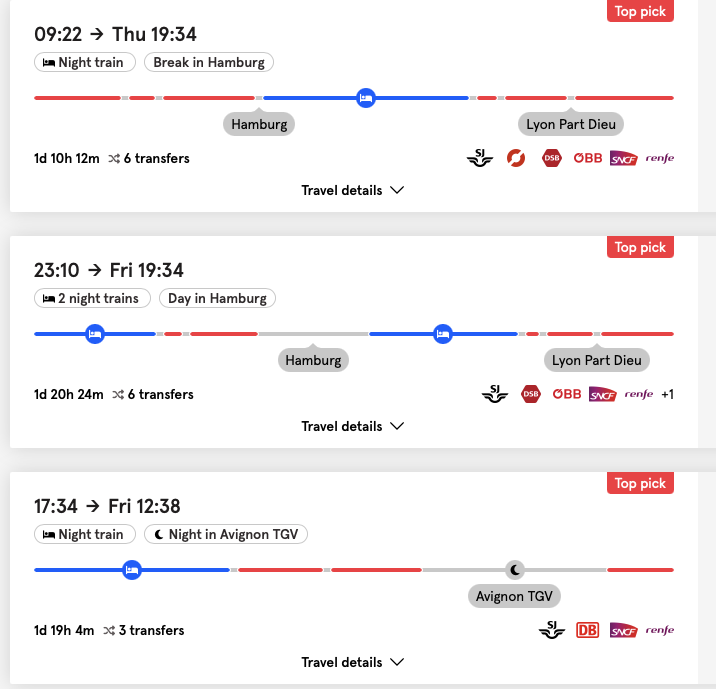 Top pick
09:22 → Thu 19:34
Night train Break in Hamburg
Hamburg Lyon Part Dieu
1d 10h 12m 6 transfers SJ DSB ÖBB SNCF renfe
Travel details
Top pick
23:10 → Fri 19:34
2 night trains Day in Hamburg
Hamburg Lyon Part Dieu
1d 20h 24m 6 transfers SJ DSB ÖBB SNCF renfe +1
Travel details
Top pick
17:34 → Fri 12:38
Night train Night in Avignon TGV
Avignon TGV
1d 19h 4m 3 transfers SJ DB SNCF renfe
Travel details